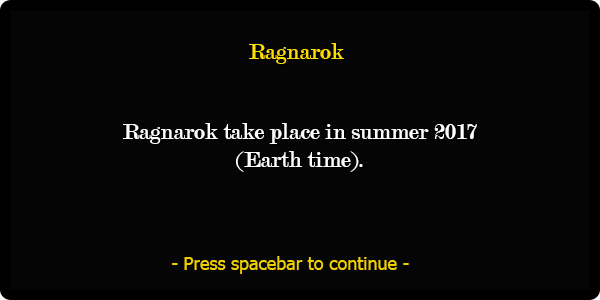 Ragnarok
Ragnarok take place in summer 2017
(Earth time).
- Press spacebar to continue -